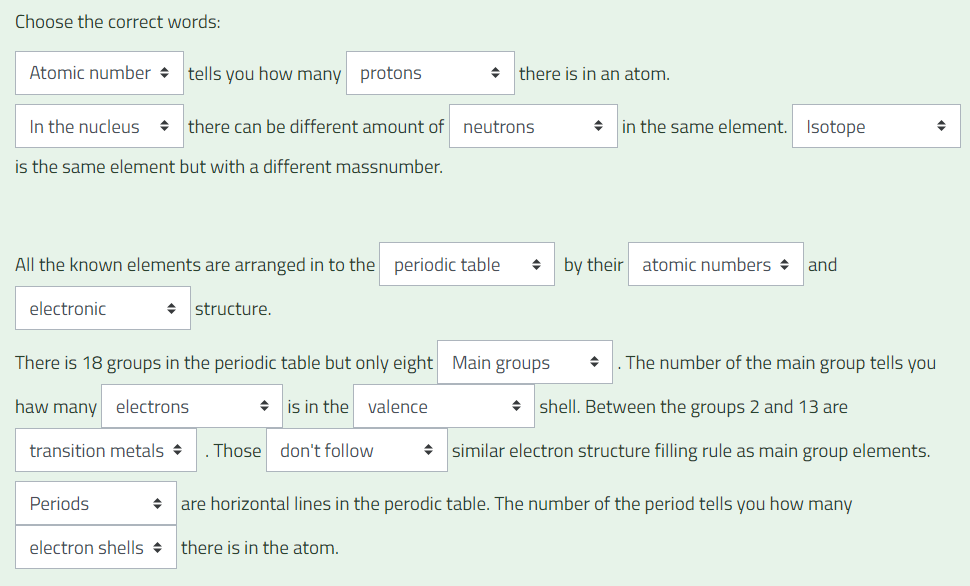 Choose the correct words:
Atomic number tells you how many protons there is in an atom.
In the nucleus there can be different amount of neutrons in the same element. Isotope
is the same element but with a different massnumber.
All the known elements are arranged in to the periodic table by their atomic numbers and
electronic structure.
There is 18 groups in the periodic table but only eight Main groups . The number of the main group tells you
haw many electrons is in the valence shell. Between the groups 2 and 13 are
transition metals . Those don't follow similar electron structure filling rule as main group elements.
Periods are horizontal lines in the perodic table. The number of the period tells you how many
electron shells there is in the atom.